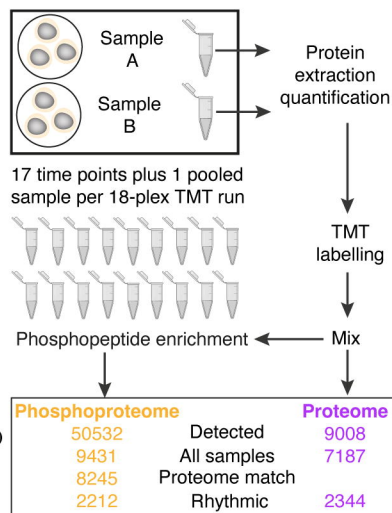 Sample
A
Sample
B
Protein
extraction
quantification
17 time points plus 1 pooled
sample per 18-plex TMT run
TMT
labelling
Phosphopeptide enrichment
Mix
Phosphoproteome Proteome
50532 Detected 9008
9431 All samples 7187
8245 Proteome match
2212 Rhythmic 2344